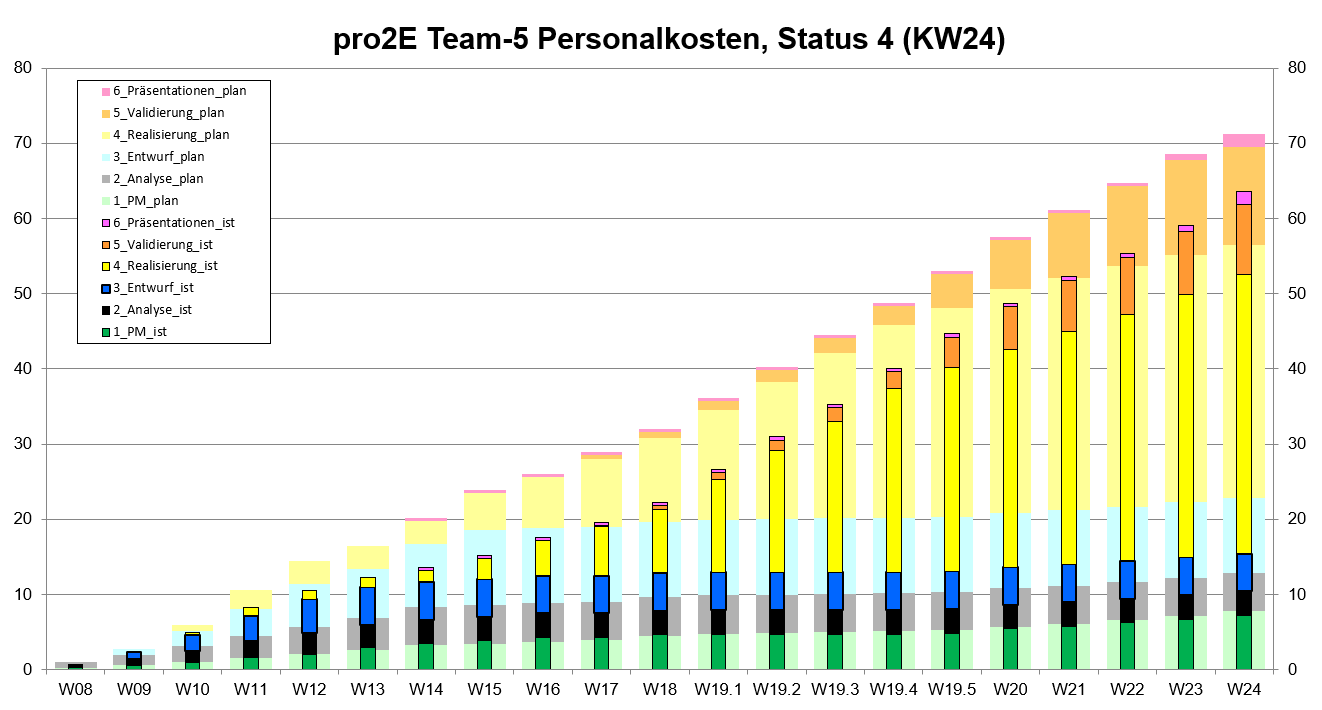 pro2E Team-5 Personalkosten, Status 4 (KW24)
80
70
60
50
40
30
20
10
0
6_Präsentationen_plan
5_Validierung_plan
4_Realisierung_plan
3_Entwurf_plan
2_Analyse_plan
1_PM_plan
6_Präsentationen_ist
5_Validierung_ist
4_Realisierung_ist
3_Entwurf_ist
2_Analyse_ist
1_PM_ist
80
70
60
50
40
30
20
10
0
W08 W09 W10 W11 W12 W13 W14 W15 W16 W17 W18 W19.1 W19.2 W19.3 W19.4 W19.5 W20 W21 W22 W23 W24